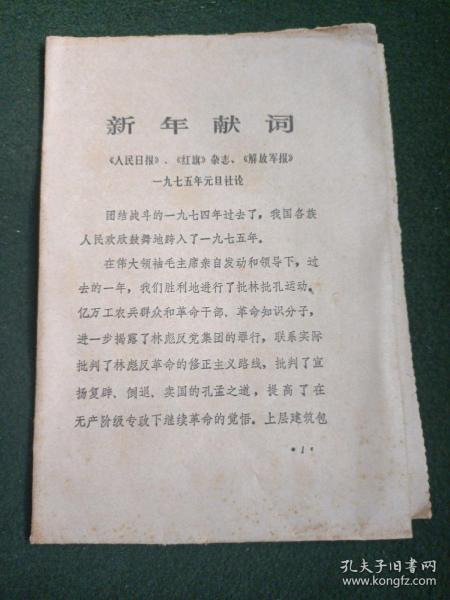 新年献词
《人民日报》、《红旗》杂志、《解放军报》
一九七五年元旦社论
团结战斗的一九七四年过去了，我国各族
人民欢欣鼓舞地跨入了一九七五年。
在伟大领袖毛主席亲自发动和领导下，过
去的一年，我们胜利地进行了批林批孔运动。
亿万工农兵群众和革命干部、革命知识分子，
进一步揭露了林彪反党集团的罪行，联系实际
批判了林彪反革命的修正主义路线，批判了宣
扬复辟、倒退、卖国的孔孟之道，提高了在
无产阶级专政下继续革命的觉悟。上层建筑包
• 1 •
孔夫子旧书网
www.kongfz.com